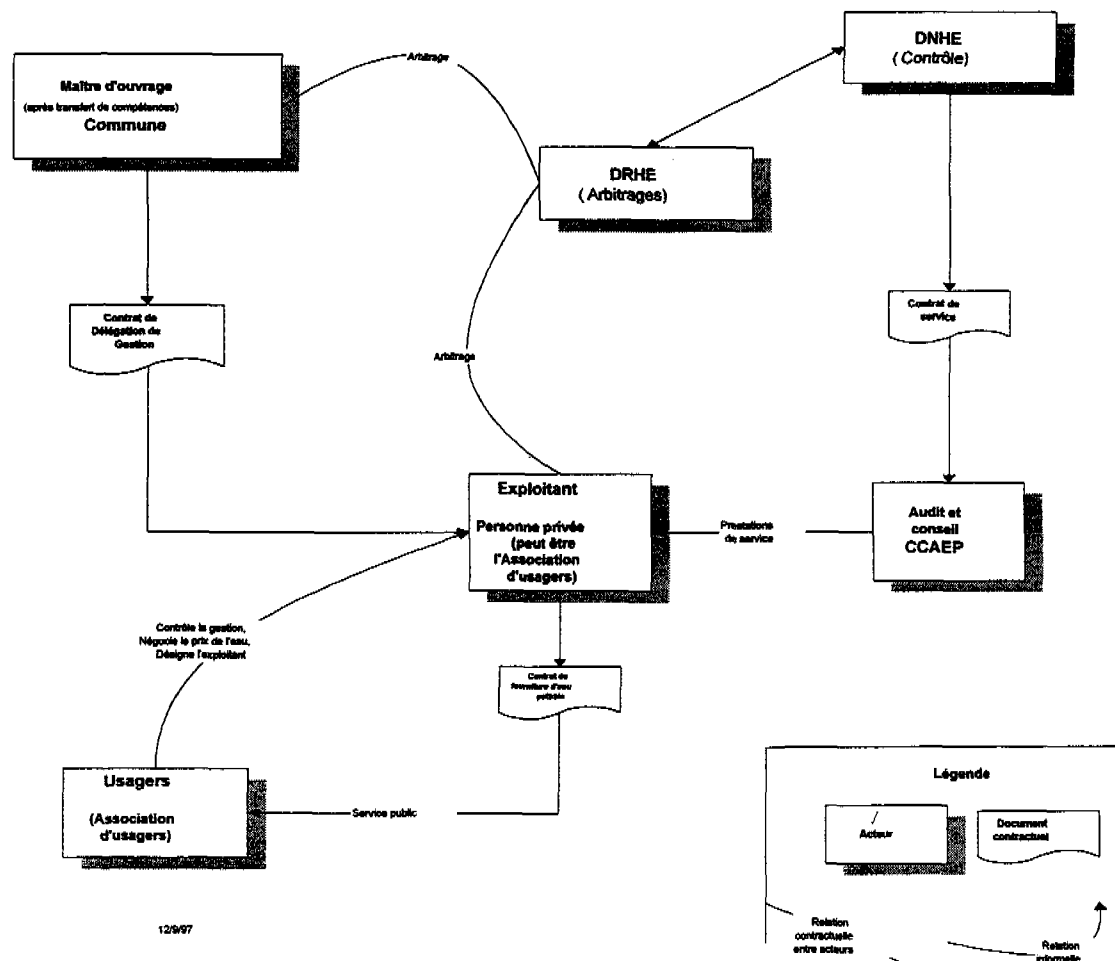 Maître d'ouvrage
(après transfert de compétences)
Commune
Arbitrage
DNHE
( Contrôle)
DRHE
( Arbitrages)
Contrat de
Délégation de
Gestion
Contrat de
service
Arbitrage
Exploitant
Personne privée
(peut être
l'Association
d'usagers)
Prestations
de service
Audit et
conseil
CCAEP
Contrôle la gestion,
Négocie le prix de l'eau,
Désigne l'exploitant
Contrat de
fourniture d'eau
potable
Usagers
(Association
d'usagers)
Service public
Légende
Acteur
Document
contractuel
Relation
contractuelle
entre acteurs
Relation
informelle
12/9/97